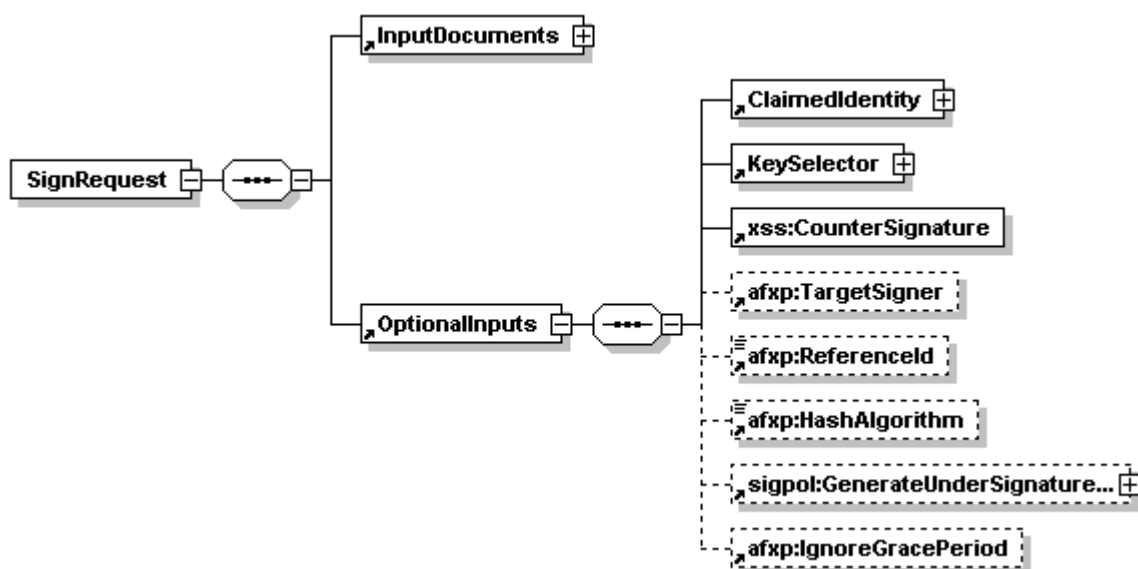 InputDocuments
ClaimedIdentity
KeySelector
SignRequest
xss:CounterSignature
afxp:TargetSigner
OptionalInputs
afxp:ReferenceId
afxp:HashAlgorithm
sigpol:GenerateUnderSignature...
afxp:IgnoreGracePeriod